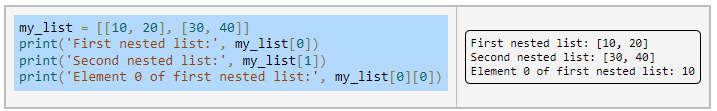 my_list = [[10, 20], [30, 40]]
print('First nested list:', my_list[0])
print('Second nested list:', my_list[1])
print('Element 0 of first nested list:', my_list[0][0])
First nested list: [10, 20]
Second nested list: [30, 40]
Element 0 of first nested list: 10